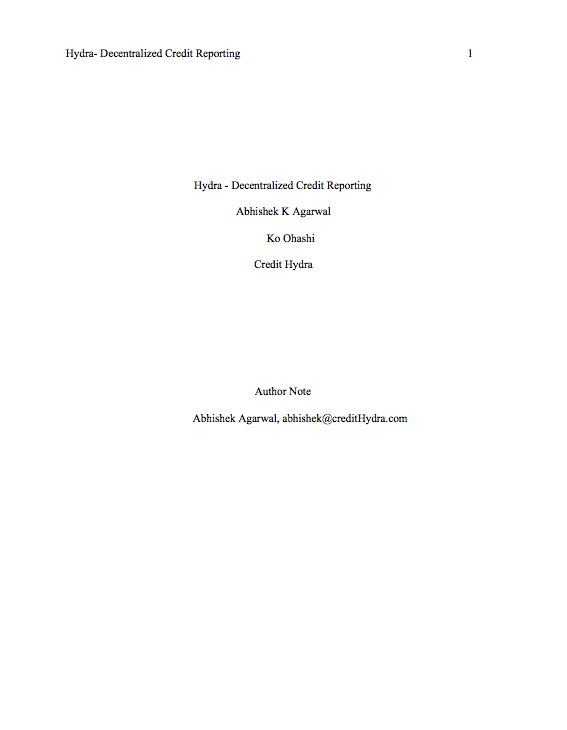 Hydra- Decentralized Credit Reporting 1
Hydra - Decentralized Credit Reporting
Abhishek K Agarwal
Ko Ohashi
Credit Hydra
Author Note
Abhishek Agarwal, abhishek@creditHydra.com